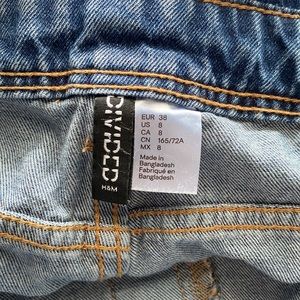 DIVIDED
H&M
EUR 38
US 8
CA 8
CN 165/72A
MX 8
Made in
Bangladesh
Fabriqué en
Bangladesh